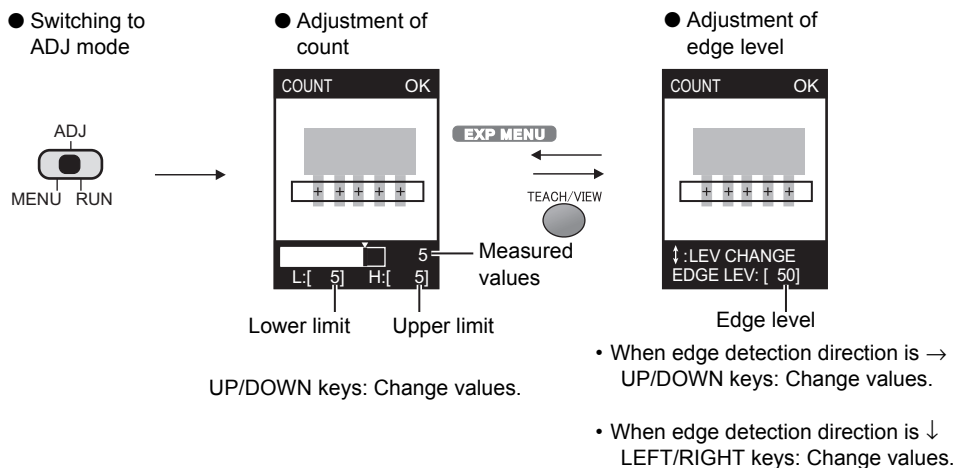 ● Switching to
ADJ mode
ADJ
MENU RUN
● Adjustment of
count
COUNT OK
+ + + + +
5
L:[ 5] H:[ 5]
Measured
values
Lower limit Upper limit
UP/DOWN keys: Change values.
EXP MENU
TEACH/VIEW
● Adjustment of
edge level
COUNT OK
+ + + + +
↕:LEV CHANGE
EDGE LEV: [ 50]
Edge level
• When edge detection direction is →
UP/DOWN keys: Change values.
• When edge detection direction is ↓
LEFT/RIGHT keys: Change values.